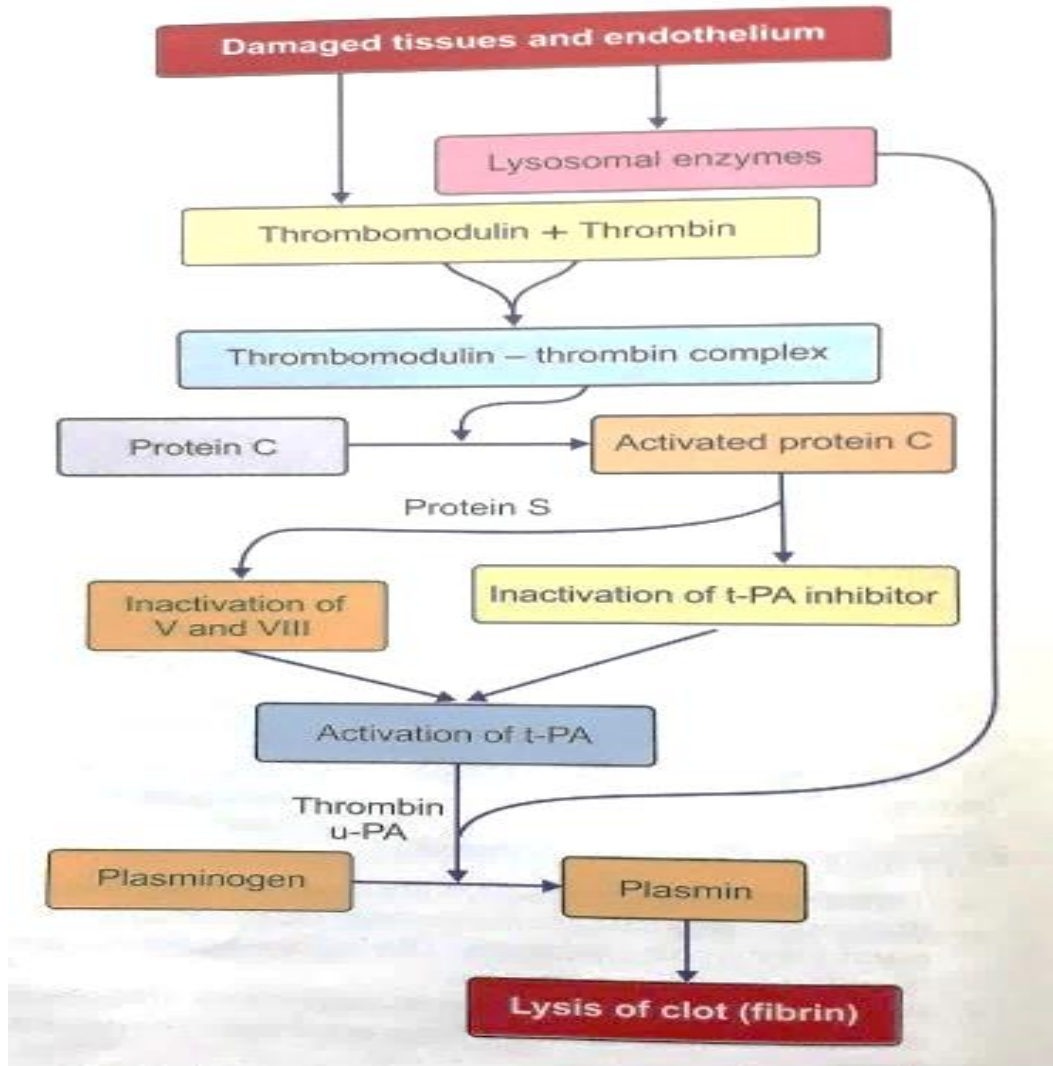 Damaged tissues and endothelium
Lysosomal enzymes
Thrombomodulin + Thrombin
Thrombomodulin – thrombin complex
Protein C
Activated protein C
Protein S
Inactivation of
V and VIII
Inactivation of t-PA inhibitor
Activation of t-PA
Thrombin
u-PA
Plasminogen
Plasmin
Lysis of clot (fibrin)